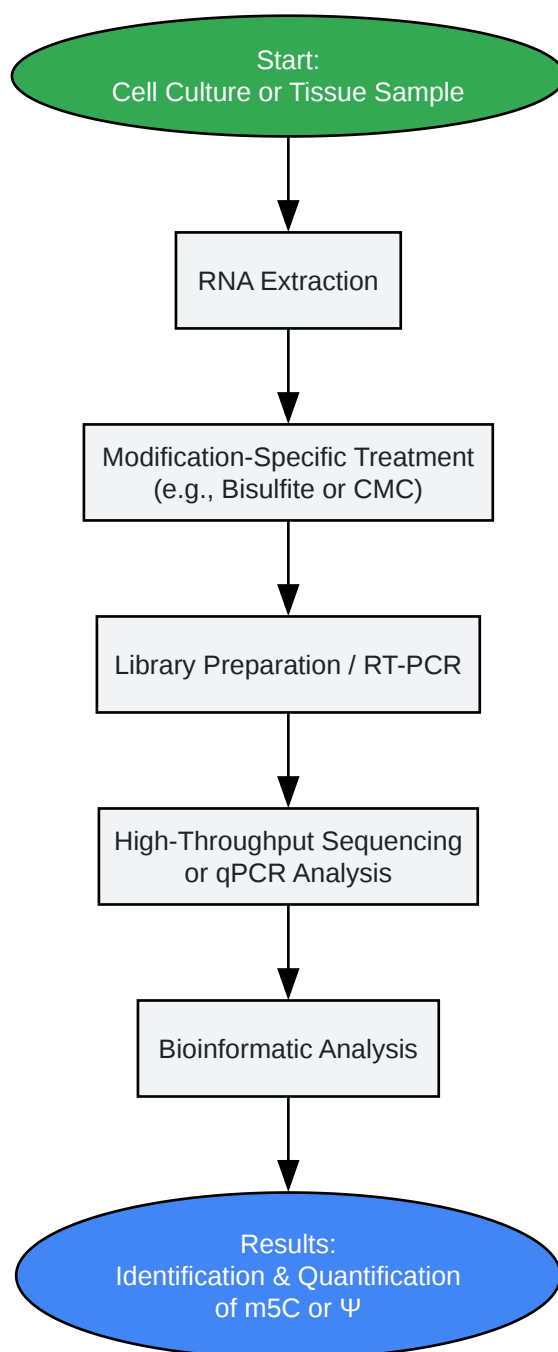 Start:
Cell Culture or Tissue Sample
RNA Extraction
Modification-Specific Treatment
(e.g., Bisulfite or CMC)
Library Preparation / RT-PCR
High-Throughput Sequencing
or qPCR Analysis
Bioinformatic Analysis
Results:
Identification & Quantification
of m5C or Ψ